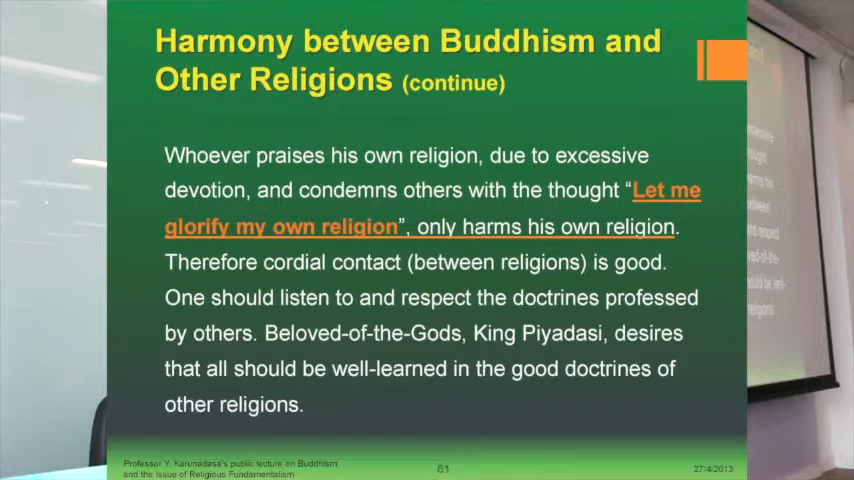 Harmony between Buddhism and
Other Religions (continue)
Whoever praises his own religion, due to excessive
devotion, and condemns others with the thought “Let me
glorify my own religion”, only harms his own religion.
Therefore cordial contact (between religions) is good.
One should listen to and respect the doctrines professed
by others. Beloved-of-the-Gods, King Piyadasi, desires
that all should be well-learned in the good doctrines of
other religions.
Professor Y. Karunadasa's public lecture on Buddhism
and the Issue of Religious Fundamentalism
61
27/4/2013